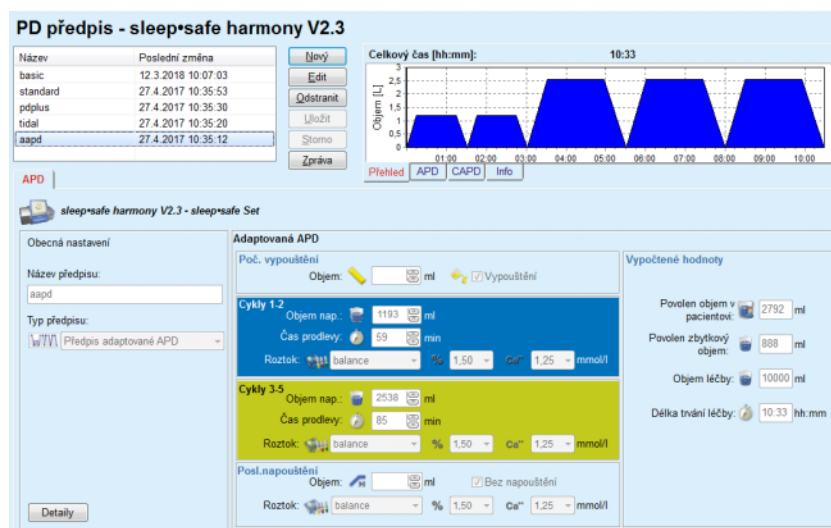 PD předpis - sleep•safe harmony V2.3
Název Poslední změna
basic 12.3.2018 10:07:03
standard 27.4.2017 10:35:53
pdplus 27.4.2017 10:35:30
tidal 27.4.2017 10:35:20
aapd 27.4.2017 10:35:12
Nový
Edit
Odstranit
Uložit
Storno
Zpráva
Celkový čas [hh:mm]: 10:33
Objem [L]
3
2,5
2
1,5
1
0,5
0
01:00 02:00 03:00 04:00 05:00 06:00 07:00 08:00 09:00 10:00
Přehled APD CAPD Info
APD
sleep•safe harmony V2.3 - sleep•safe Set
Obecná nastavení
Název předpisu:
aapd
Typ předpisu:
Předpis adaptované APD
Detaily
Adaptovaná APD
Poč. vypouštění
Objem: ml Vypouštění
Cykly 1-2
Objem nap.: 1193 ml
Čas prodlevy: 59 min
Roztok: balance % 1,50 Ca⁺⁺ 1,25 mmol/l
Cykly 3-5
Objem nap.: 2538 ml
Čas prodlevy: 85 min
Roztok: balance % 1,50 Ca⁺⁺ 1,25 mmol/l
Posl.napouštění
Objem: ml Bez napouštění
Roztok: balance % 1,50 Ca⁺⁺ 1,25 mmol/l
Vypočtené hodnoty
Povolen objem v
pacientovi: 2792 ml
Povolen zbytkový
objem: 888 ml
Objem léčby: 10000 ml
Délka trvání léčby: 10:33 hh:mm